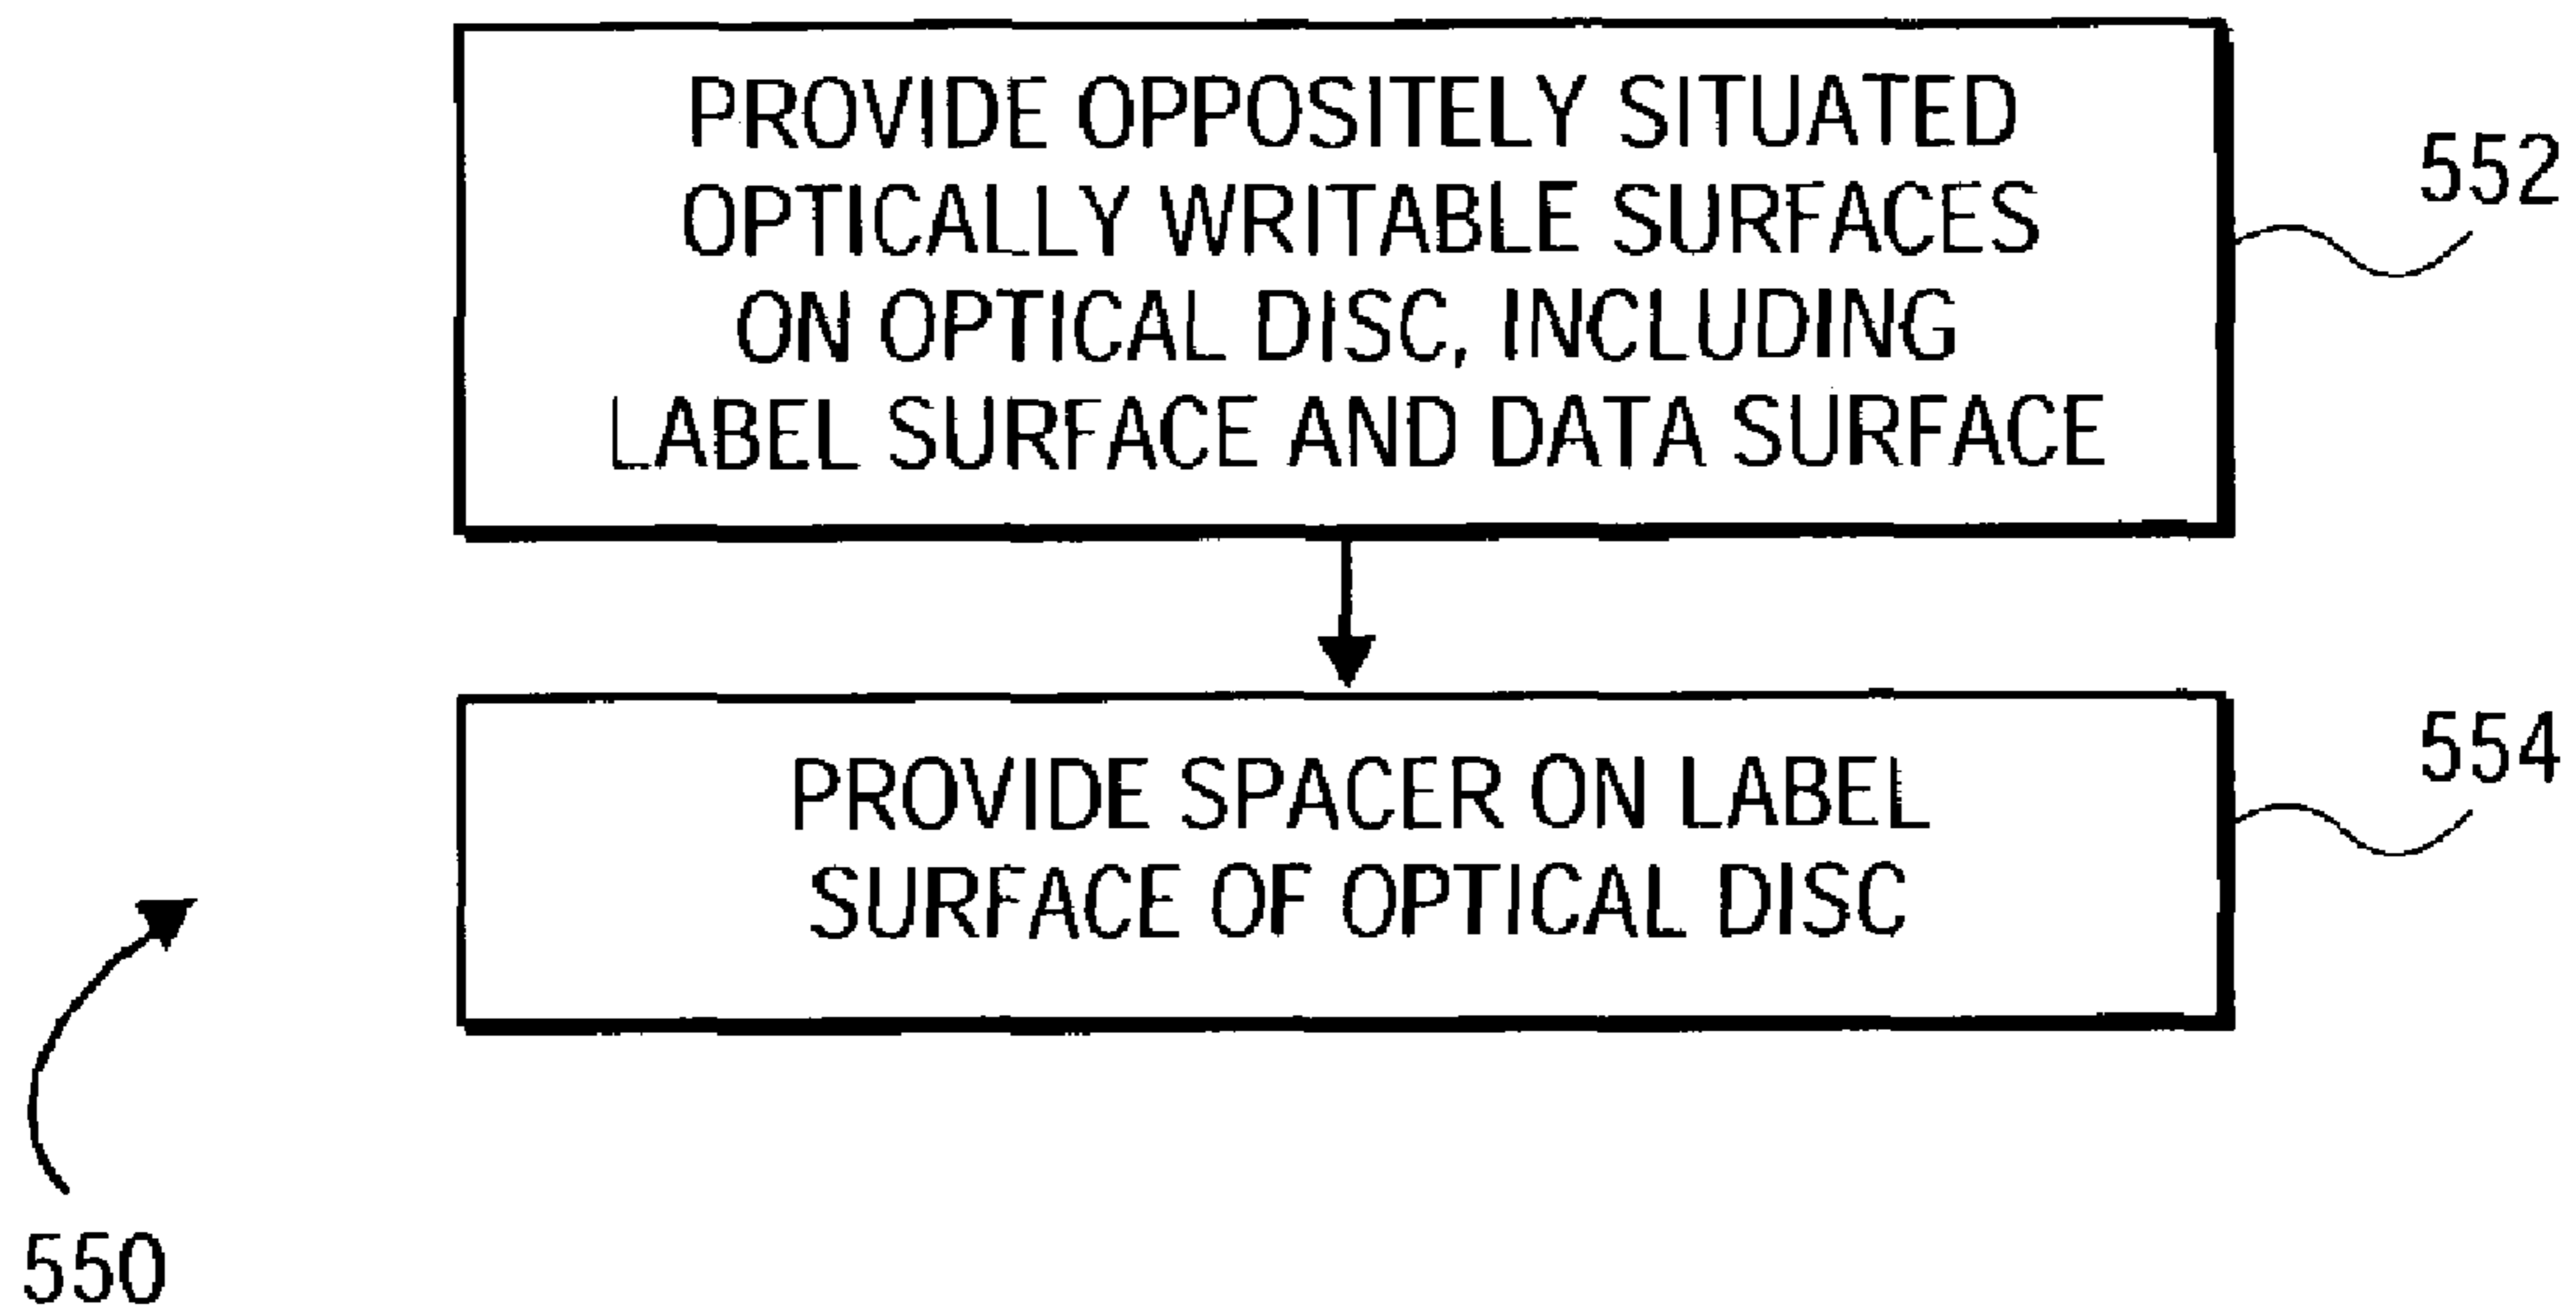 PROVIDE OPPOSITELY SITUATED
OPTICALLY WRITABLE SURFACES
ON OPTICAL DISC, INCLUDING
LABEL SURFACE AND DATA SURFACE
552
PROVIDE SPACER ON LABEL
SURFACE OF OPTICAL DISC
554
550